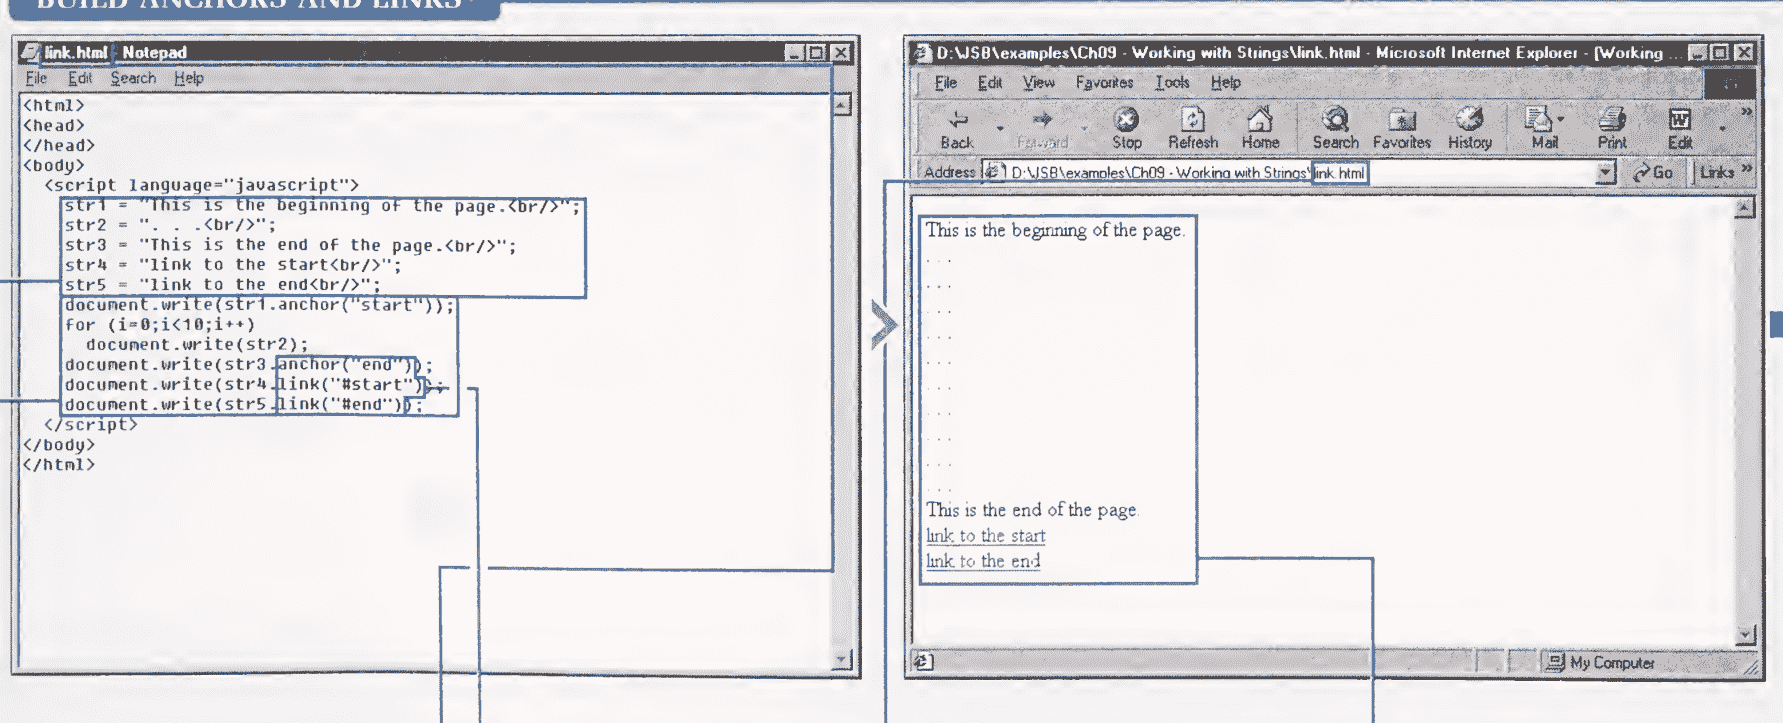 BUILD ANCHORS AND LINKS
link.html - Notepad
File Edit Search Help
<html>
<head>
</head>
<body>
<script language="javascript">
str1 = "This is the beginning of the page.<br/>";
str2 = ". . .<br/>";
str3 = "This is the end of the page.<br/>";
str4 = "link to the start<br/>";
str5 = "link to the end<br/>";
document.write(str1.anchor("start"));
for (i=0;i<10;i++)
document.write(str2);
document.write(str3.anchor("end"));
document.write(str4.link("#start"));
document.write(str5.link("#end"));
</script>
</body>
</html>
D:\JSB\examples\Ch09 - Working with Strings\link.html - Microsoft Internet Explorer - [Working ...
File Edit View Favorites Tools Help
Back Forward Stop Refresh Home Search Favorites History Mail Print Edit
Address D:\JSB\examples\Ch09 - Working with Strings\link.html Go Links
This is the beginning of the page.
. . .
. . .
. . .
. . .
. . .
. . .
. . .
. . .
. . .
. . .
This is the end of the page.
link to the start
link to the end
My Computer